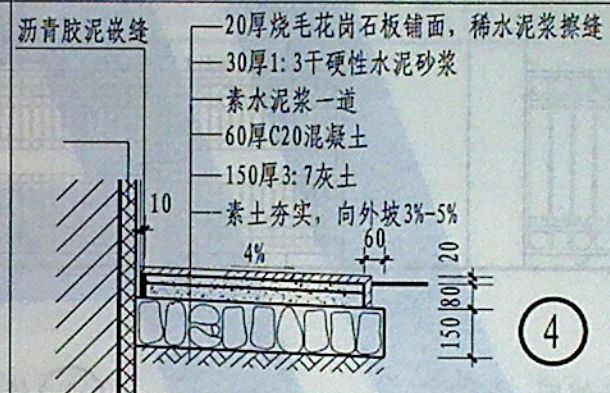 沥青胶泥嵌缝
20厚烧毛花岗石板铺面，稀水泥浆擦缝
30厚1:3干硬性水泥砂浆
素水泥浆一道
60厚C20混凝土
150厚3:7灰土
素土夯实，向外坡3%-5%
10
4%
60
20
80
150
4